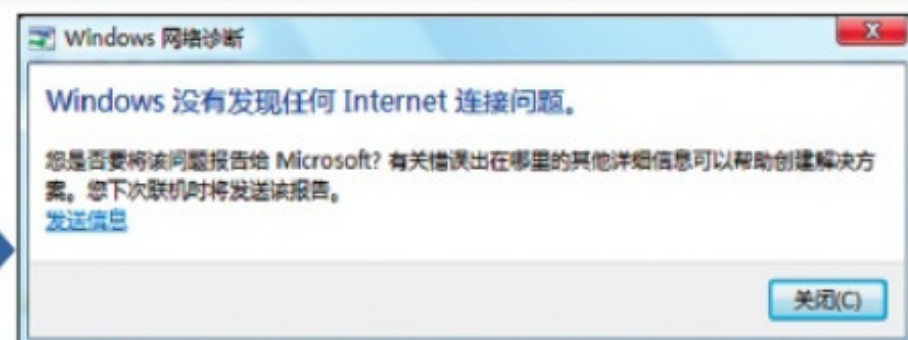 Windows 网络诊断
Windows 没有发现任何 Internet 连接问题。
您是否要将该问题报告给 Microsoft? 有关错误出在哪里的其他详细信息可以帮助创建解决方
案。您下次联机时将发送该报告。
发送信息
关闭(C)